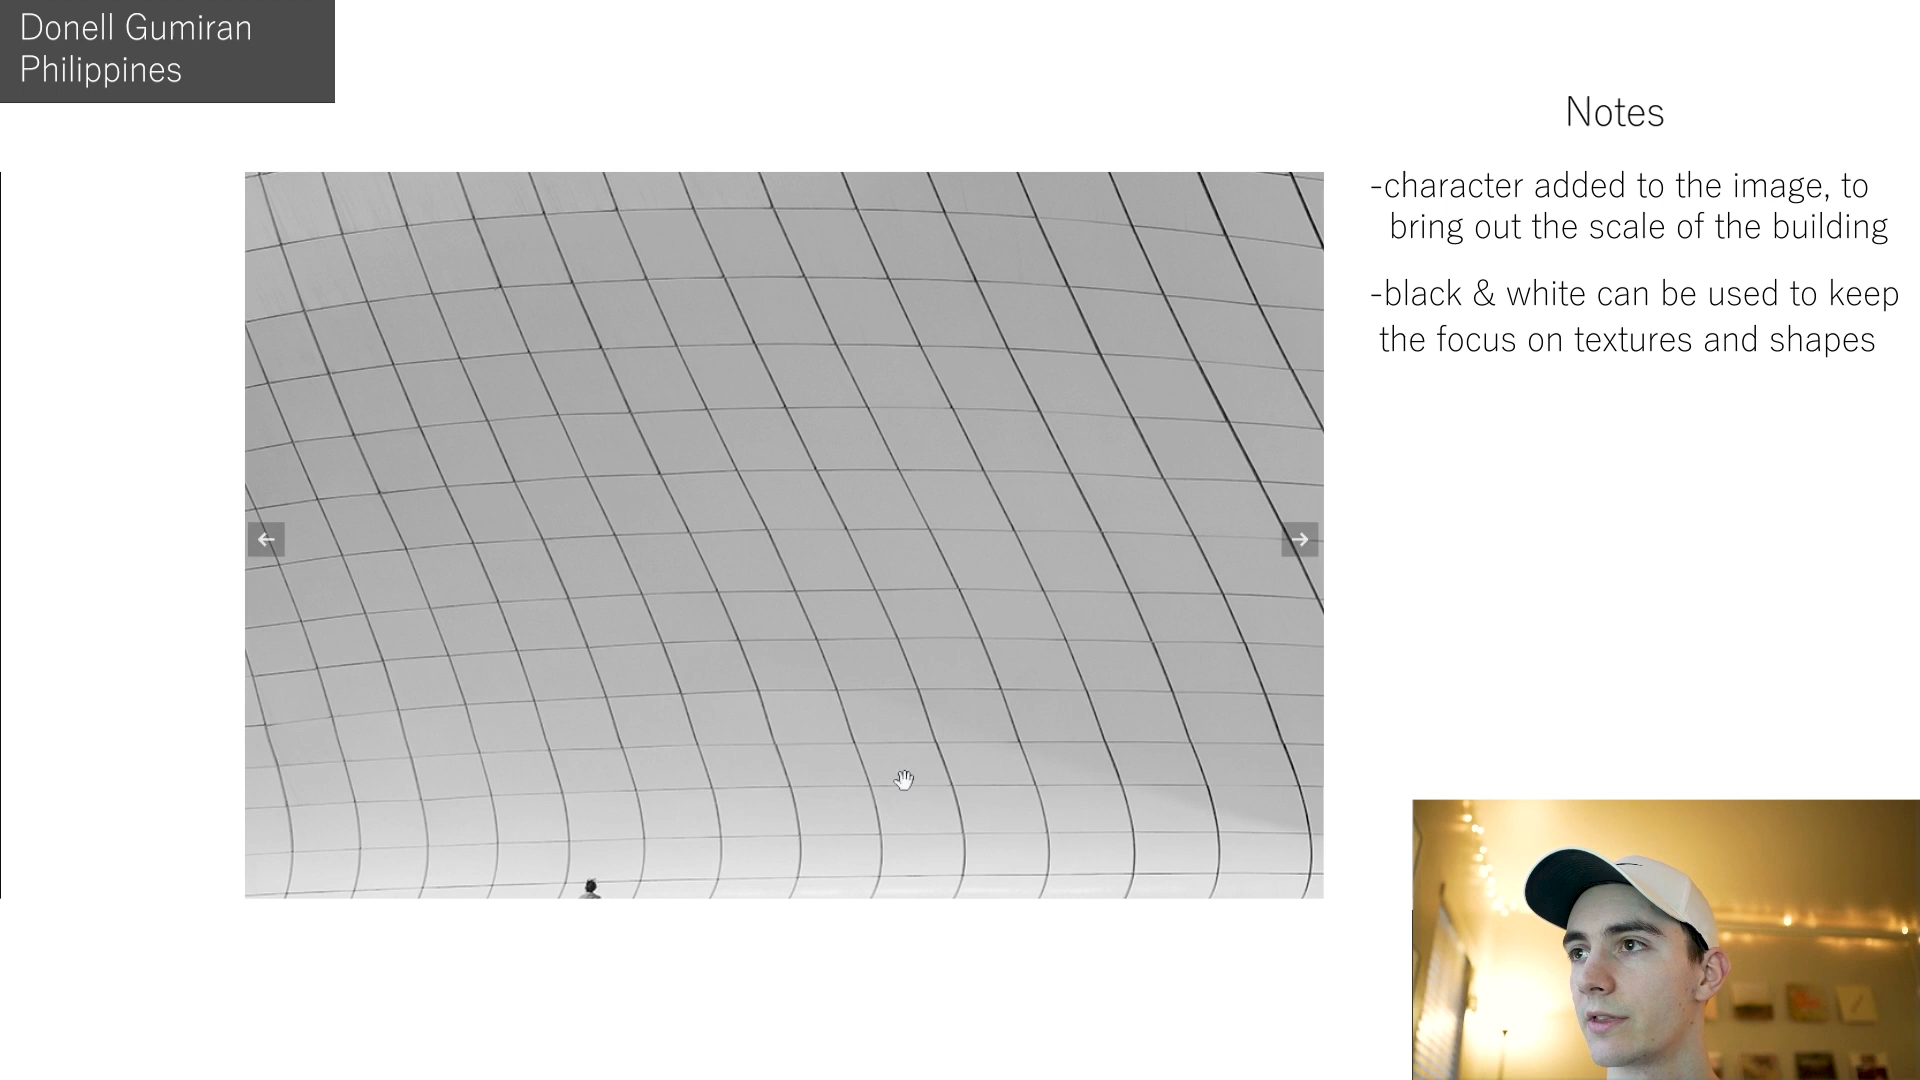 Donell Gumiran
Philippines
Notes
-character added to the image, to
bring out the scale of the building
-black & white can be used to keep
the focus on textures and shapes